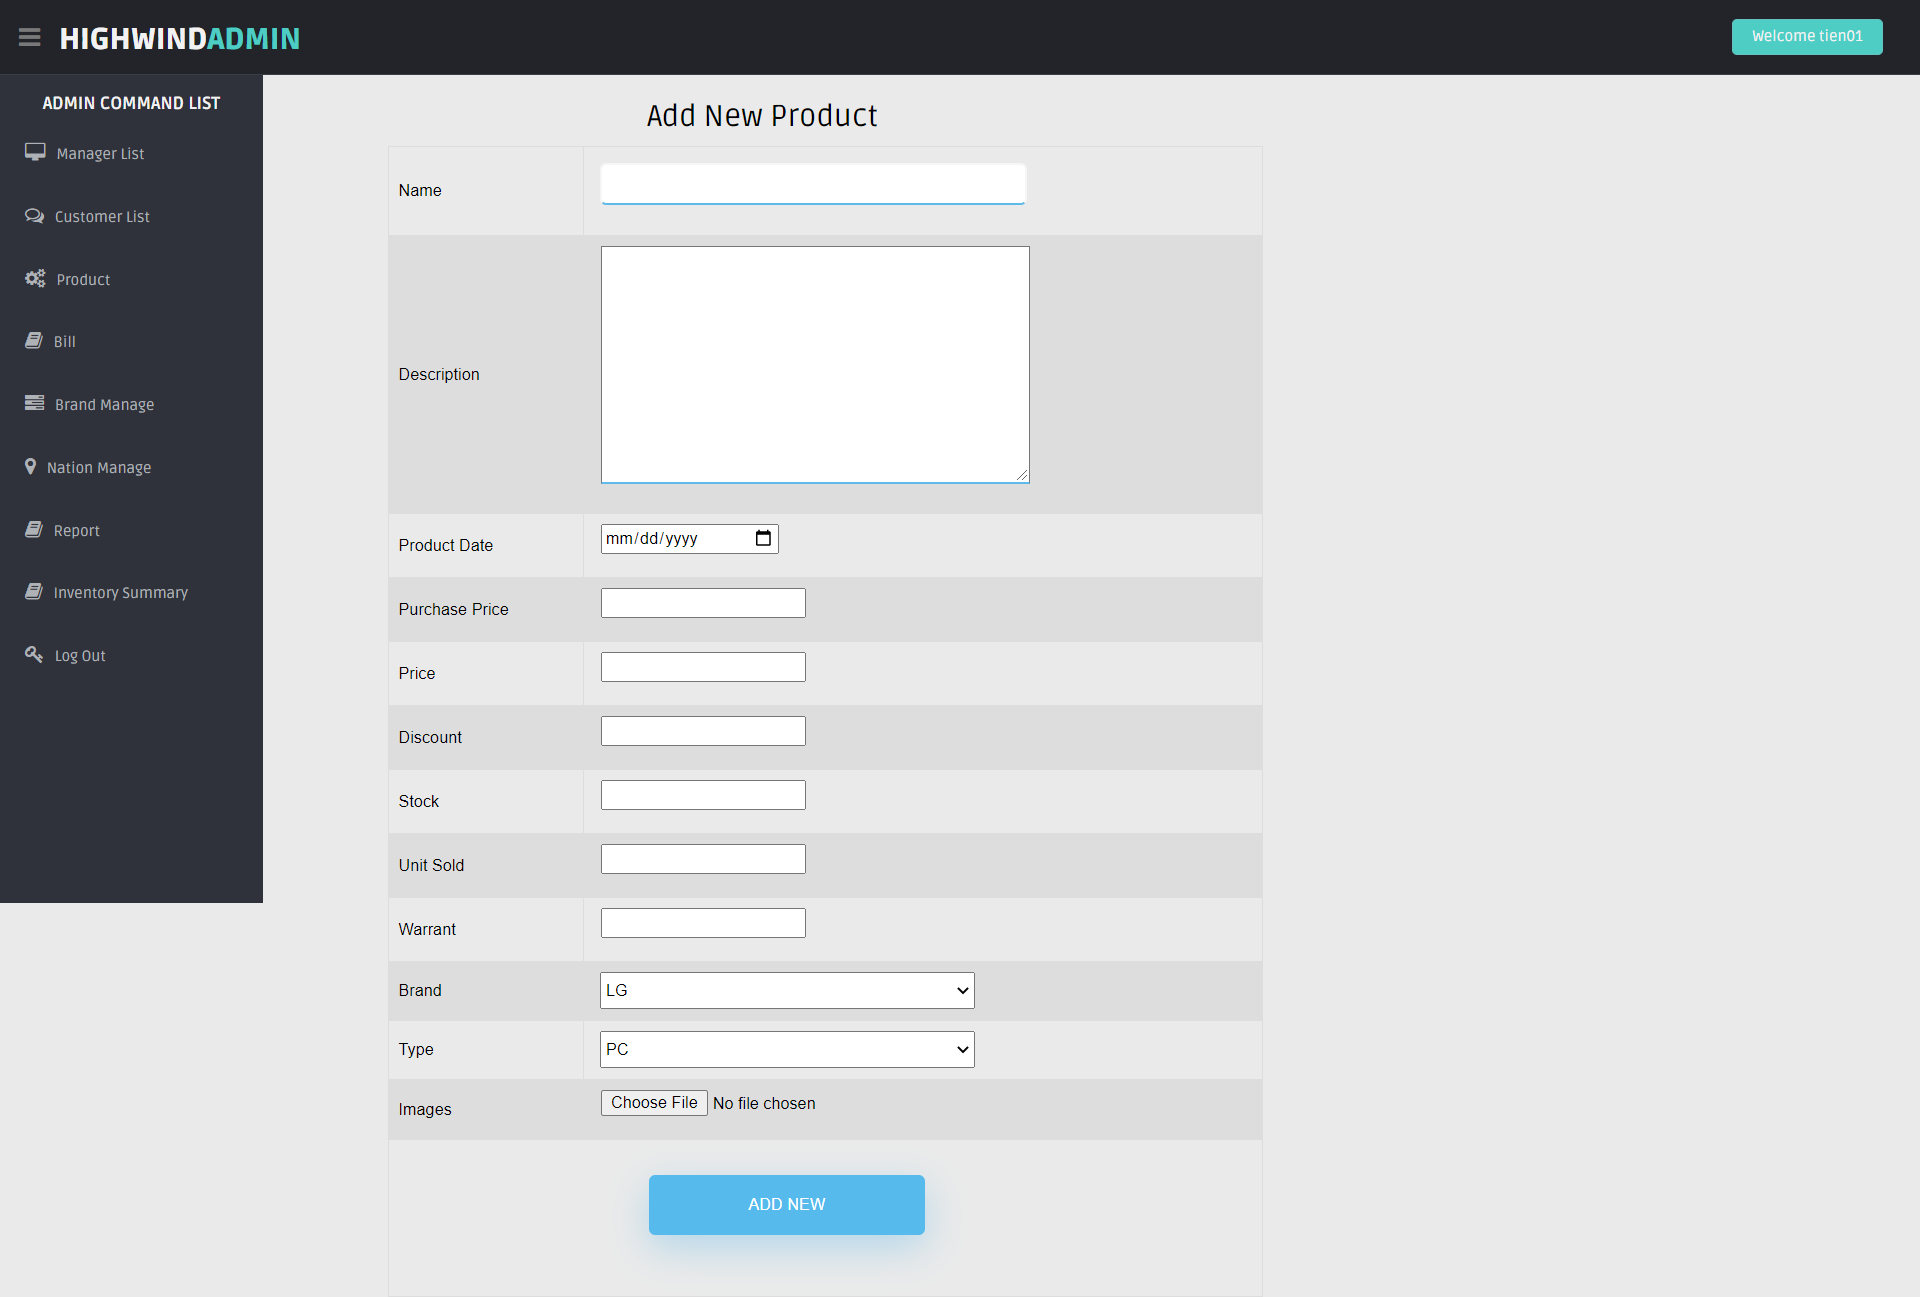 HIGHWINDADMIN
Welcome tien01
ADMIN COMMAND LIST
Manager List
Customer List
Product
Bill
Brand Manage
Nation Manage
Report
Inventory Summary
Log Out
Add New Product
Name
Description
Product Date
mm/dd/yyyy
Purchase Price
Price
Discount
Stock
Unit Sold
Warrant
Brand
LG
Type
PC
Images
Choose File No file chosen
ADD NEW